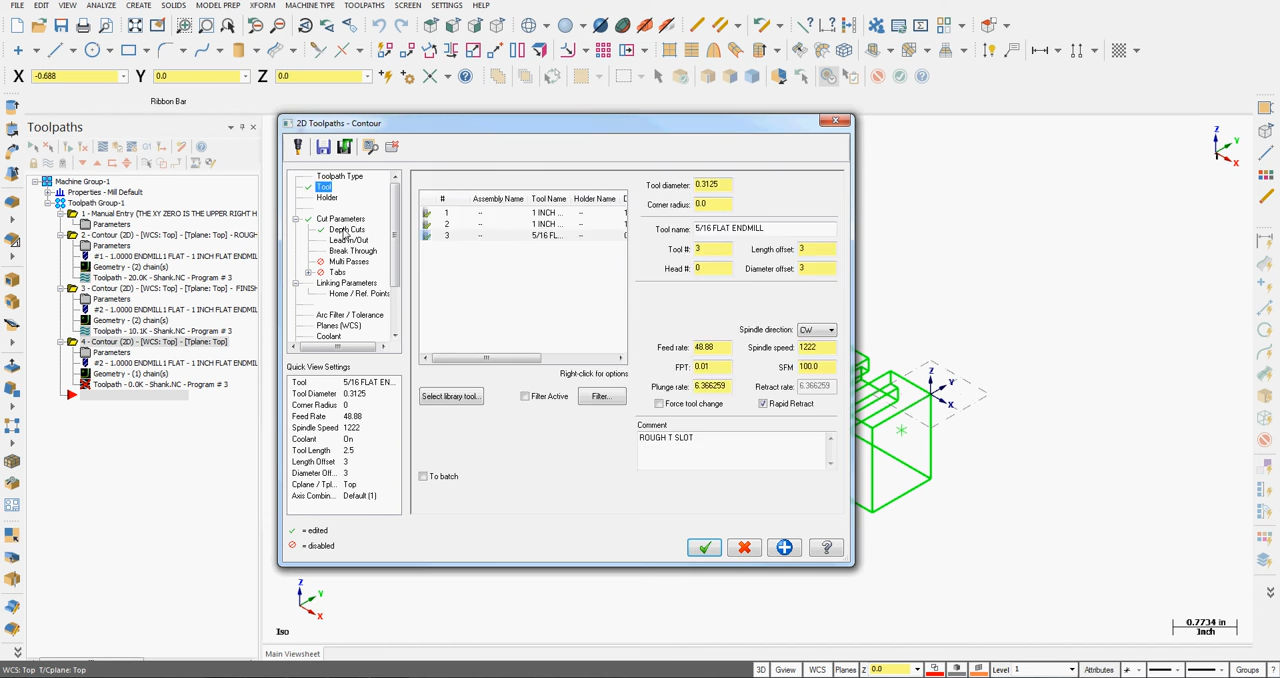 FILE EDIT VIEW ANALYZE CREATE SOLIDS MODEL PREP XFORM MACHINE TYPE TOOLPATHS SCREEN SETTINGS HELP
X -0.688 Y 0.0 Z 0.0
Ribbon Bar
Toolpaths
Machine Group-1
Properties - Mill Default
Toolpath Group-1
1 - Manual Entry (THE XY ZERO IS THE UPPER RIGHT H
Parameters
2 - Contour (2D) - [WCS: Top] - [Tplane: Top] - ROUG
Parameters
#1 - 1.0000 ENDMILL1 FLAT - 1 INCH FLAT ENDMIL
Geometry - (2) chain(s)
Toolpath - 20.0K - Shank.NC - Program # 3
3 - Contour (2D) - [WCS: Top] - [Tplane: Top] - FINIS
Parameters
#2 - 1.0000 ENDMILL1 FLAT - 1 INCH FLAT ENDMIL
Geometry - (2) chain(s)
Toolpath - 10.1K - Shank.NC - Program # 3
4 - Contour (2D) - [WCS: Top] - [Tplane: Top]
Parameters
#2 - 1.0000 ENDMILL1 FLAT - 1 INCH FLAT ENDMIL
Geometry - (1) chain(s)
Toolpath - 0.0K - Shank.NC - Program # 3
2D Toolpaths - Contour
Toolpath Type
Tool
Holder
Cut Parameters
Depth Cuts
Lead In/Out
Break Through
Multi Passes
Tabs
Linking Parameters
Home / Ref. Points
Arc Filter / Tolerance
Planes (WCS)
Coolant
Quick View Settings
Tool 5/16 FLAT EN...
Tool Diameter 0.3125
Corner Radius 0
Feed Rate 48.88
Spindle Speed 1222
Coolant On
Tool Length 2.5
Length Offset 3
Diameter Off... 3
Cplane / Tpl... Top
Axis Combin... Default (1)
= edited
= disabled
# Assembly Name Tool Name Holder Name D
1 -- 1 INCH ... -- 1
2 -- 1 INCH ... -- 1
3 -- 5/16 FL... --
Right-click for options
Select library tool...
Filter Active
Filter...
To batch
Tool diameter: 0.3125
Corner radius: 0.0
Tool name: 5/16 FLAT ENDMILL
Tool #: 3 Length offset: 3
Head #: 0 Diameter offset: 3
Spindle direction: CW
Feed rate: 48.88 Spindle speed: 1222
FPT: 0.01 SFM 100.0
Plunge rate: 6.366259 Retract rate: 6.366259
Force tool change Rapid Retract
Comment
ROUGH T SLOT
Z
Y
X
Z
Y
X
Z
Y
X
Iso
0.7734 in
Inch
Main Viewsheet
WCS: Top T/Cplane: Top
3D Gview WCS Planes Z 0.0 Level 1 Attributes Groups ?